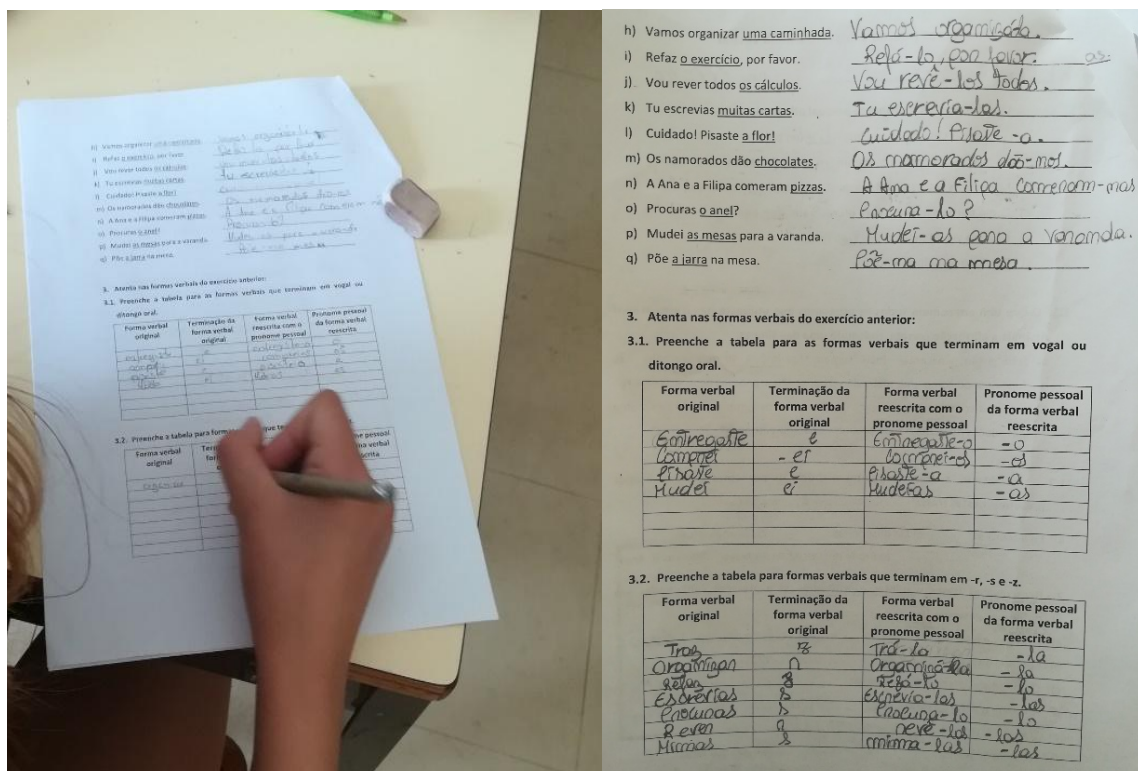 h) Vamos organizar uma caminhada. Vamos organizá-la.
i) Refaz o exercício, por favor. Refá-lo, por favor. as.
j) Vou rever todos os cálculos. Vou revê-los todos.
k) Tu escrevias muitas cartas. Tu escrevia-las.
l) Cuidado! Pisaste a flor! Cuidado! Pisaste-a.
m) Os namorados dão chocolates. Os namorados dão-nos.
n) A Ana e a Filipa comeram pizzas. A Ana e a Filipa comeram-nas
o) Procuras o anel? Procura-lo?
p) Mudei as mesas para a varanda. Mudei-as para a varanda.
q) Põe a jarra na mesa. Põe-na na mesa.
3. Atenta nas formas verbais do exercício anterior:
3.1. Preenche a tabela para as formas verbais que terminam em vogal ou
ditongo oral.
Forma verbal original Terminação da forma verbal original Forma verbal reescrita com o pronome pessoal Pronome pessoal da forma verbal reescrita
Entregaste e Entregaste-o -o
Comprei -ei Comprei-os -os
Pisaste e Pisaste-a -a
Mudei ei Mudei-as -as
3.2. Preenche a tabela para formas verbais que terminam em -r, -s e -z.
Forma verbal original Terminação da forma verbal original Forma verbal reescrita com o pronome pessoal Pronome pessoal da forma verbal reescrita
Traz z Trá-la -la
Organizar r Organizá-la -la
Refaz z Refá-lo -lo
Escrevias s Escrevia-las -las
Procuras s Procura-lo -lo
Rever r revê-los -los
Mimas s mima-las -las